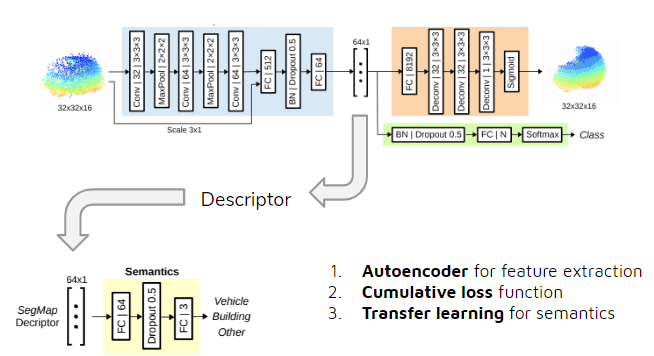 32x32x16
Conv | 32 | 3×3×3
MaxPool | 2×2×2
Conv | 64 | 3×3×3
MaxPool | 2×2×2
Conv | 64 | 3×3×3
FC | 512
BN | Dropout 0.5
FC | 64
Scale 3x1
64x1
FC | 8192
Deconv | 32 | 3×3×3
Deconv | 32 | 3×3×3
Deconv | 1 | 3×3×3
Sigmoid
32x32x16
BN | Dropout 0.5
FC | N
Softmax
Class
Descriptor
Semantics
64x1
SegMap
Decriptor
FC | 64
Dropout 0.5
FC | 3
Vehicle
Building
Other
1. Autoencoder for feature extraction
2. Cumulative loss function
3. Transfer learning for semantics